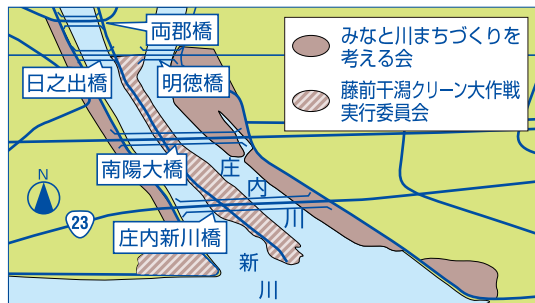 両郡橋
日之出橋
明徳橋
みなと川まちづくりを
考える会
藤前干潟クリーン大作戦
実行委員会
南陽大橋
庄内川
N
23
庄内新川橋
新川